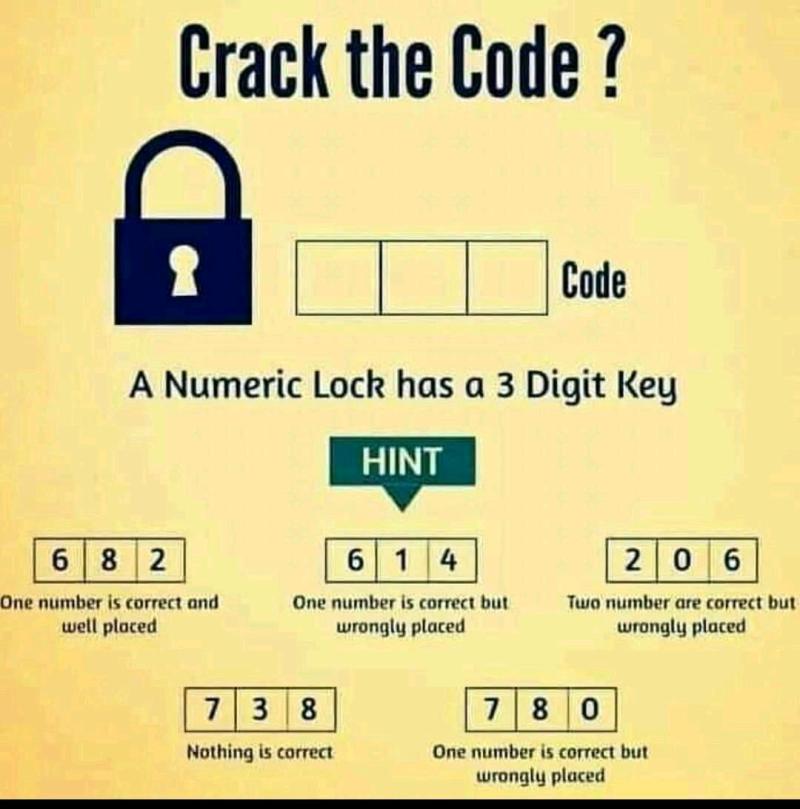 Crack the Code ?
Code
A Numeric Lock has a 3 Digit Key
HINT
6 8 2
One number is correct and
well placed
6 1 4
One number is correct but
wrongly placed
2 0 6
Two number are correct but
wrongly placed
7 3 8
Nothing is correct
7 8 0
One number is correct but
wrongly placed